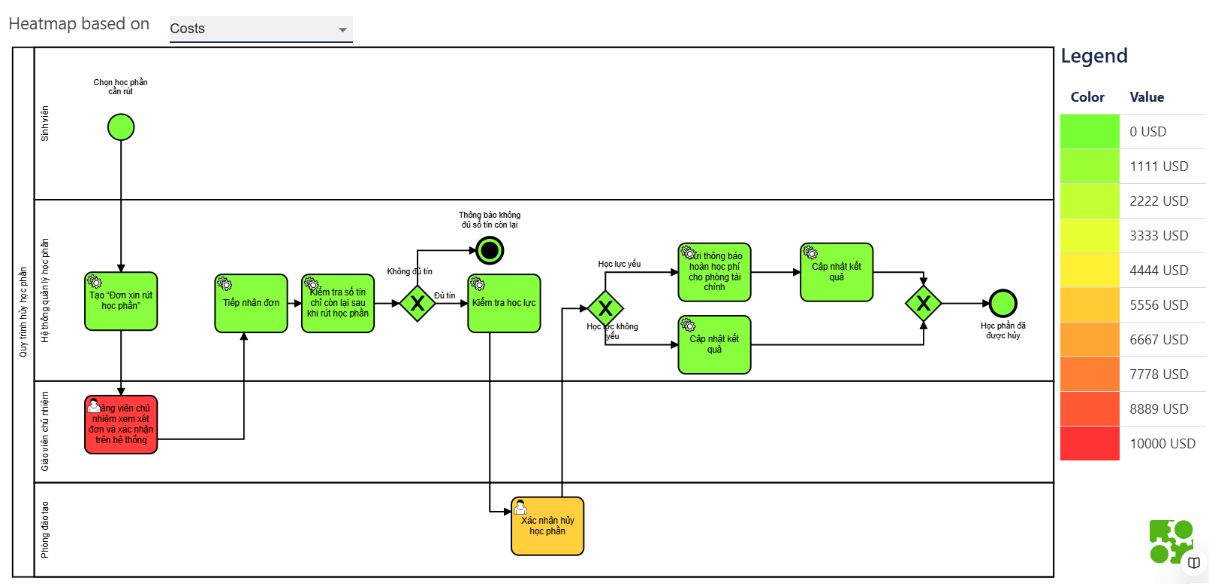 Heatmap based on
Costs
Legend
Color Value
0 USD
1111 USD
2222 USD
3333 USD
4444 USD
5556 USD
6667 USD
7778 USD
8889 USD
10000 USD
Quy trình hủy học phần
Sinh viên
Chọn học phần
cần rút
Hệ thống quản lý học phần
Tạo “Đơn xin rút
học phần”
Tiếp nhận đơn
Kiểm tra số tín
chỉ còn lại sau
khi rút học phần
Không đủ tín
Đủ tín
Thông báo không
đủ số tín còn lại
Kiểm tra học lực
Học lực yếu
Học lực không
yếu
ửi thông báo
hoàn học phí
cho phòng tài
chính
Cập nhật kết
quả
Cập nhật kết
quả
Học phần đã
được hủy
Giáo viên chủ nhiệm
ảng viên chủ
nhiệm xem xét
đơn và xác nhận
trên hệ thống
Phòng đào tạo
Xác nhận hủy
học phần